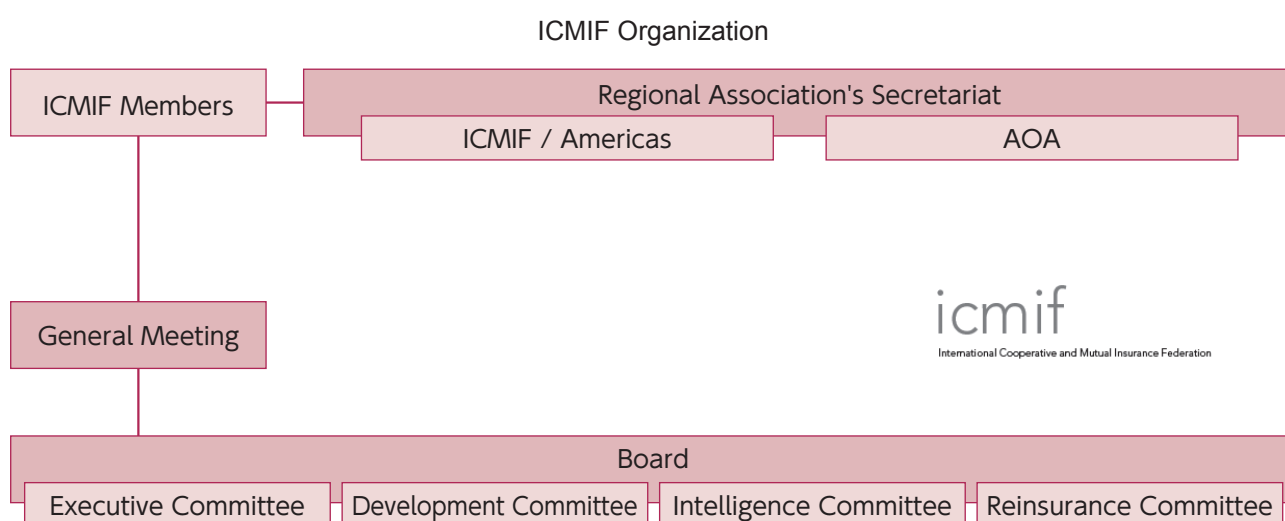 ICMIF Organization
ICMIF Members
Regional Association's Secretariat
ICMIF / Americas
AOA
General Meeting
icmif
International Cooperative and Mutual Insurance Federation
Board
Executive Committee
Development Committee
Intelligence Committee
Reinsurance Committee